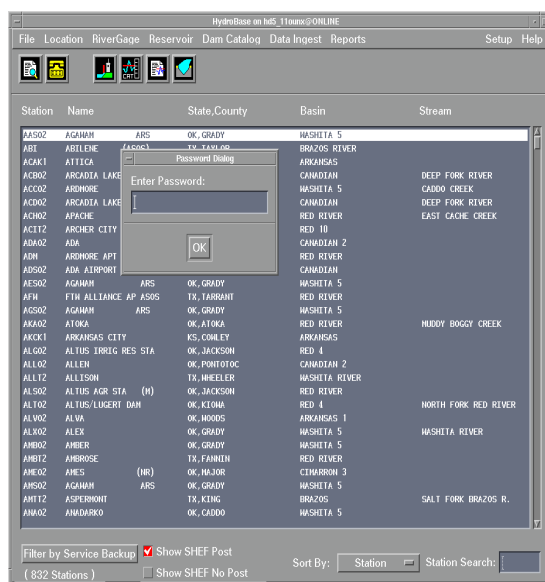 HydroBase on hd5_11ounx@ONLINE
File Location RiverGage Reservoir Dam Catalog Data Ingest Reports Setup Help
CAT
Station Name State,County Basin Stream
AASO2 AGAWAM ARS OK,GRADY WASHITA 5
ABI ABILENE (ASOS) TX,TAYLOR BRAZOS RIVER
ACAK1 ATTICA ARKANSAS
ACBO2 ARCADIA LAKE CANADIAN DEEP FORK RIVER
ACCO2 ARDMORE WASHITA 5 CADDO CREEK
ACDO2 ARCADIA LAKE CANADIAN DEEP FORK RIVER
ACHO2 APACHE RED RIVER EAST CACHE CREEK
ACIT2 ARCHER CITY RED 10
ADAO2 ADA CANADIAN 2
ADM ARDMORE APT RED RIVER
ADSO2 ADA AIRPORT CANADIAN
Password Dialog
Enter Password:
OK
AESO2 AGAWAM ARS OK,GRADY WASHITA 5
AFW FTW ALLIANCE AP ASOS TX,TARRANT RED RIVER
AGSO2 AGAWAM ARS OK,GRADY WASHITA 5
AKAO2 ATOKA OK,ATOKA RED RIVER MUDDY BOGGY CREEK
AKCK1 ARKANSAS CITY KS,COWLEY ARKANSAS
ALGO2 ALTUS IRRIG RES STA OK,JACKSON RED 4
ALLO2 ALLEN OK,PONTOTOC CANADIAN 2
ALLT2 ALLISON TX,WHEELER WASHITA RIVER
ALSO2 ALTUS AGR STA (M) OK,JACKSON RED RIVER
ALTO2 ALTUS/LUGERT DAM OK,KIOWA RED 4 NORTH FORK RED RIVER
ALVO2 ALVA OK,WOODS ARKANSAS 1
ALXO2 ALEX OK,GRADY WASHITA 5 WASHITA RIVER
AMBO2 AMBER OK,GRADY WASHITA 5
AMBT2 AMBROSE TX,FANNIN RED RIVER
AMEO2 AMES (NR) OK,MAJOR CIMARRON 3
AMSO2 AGAWAM ARS OK,GRADY WASHITA 5
AMTT2 ASPERMONT TX,KING BRAZOS SALT FORK BRAZOS R.
ANAO2 ANADARKO OK,CADDO WASHITA 5
Filter by Service Backup Show SHEF Post
Sort By: Station Station Search:
( 832 Stations ) Show SHEF No Post